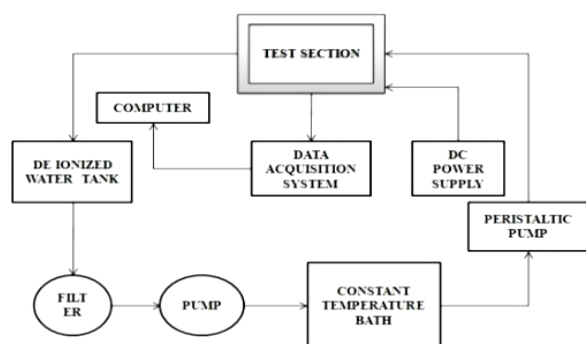 TEST SECTION
COMPUTER
DE IONIZED
WATER TANK
DATA
ACQUISITION
SYSTEM
DC
POWER
SUPPLY
PERISTALTIC
PUMP
FILT
ER
PUMP
CONSTANT
TEMPERATURE
BATH